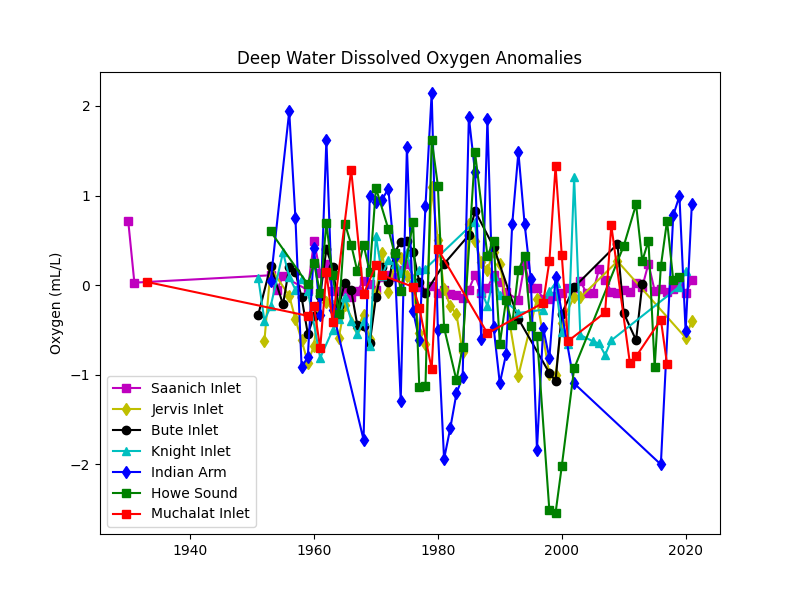 Deep Water Dissolved Oxygen Anomalies
Oxygen (mL/L)
2
1
0
−1
−2
Saanich Inlet
Jervis Inlet
Bute Inlet
Knight Inlet
Indian Arm
Howe Sound
Muchalat Inlet
1940
1960
1980
2000
2020